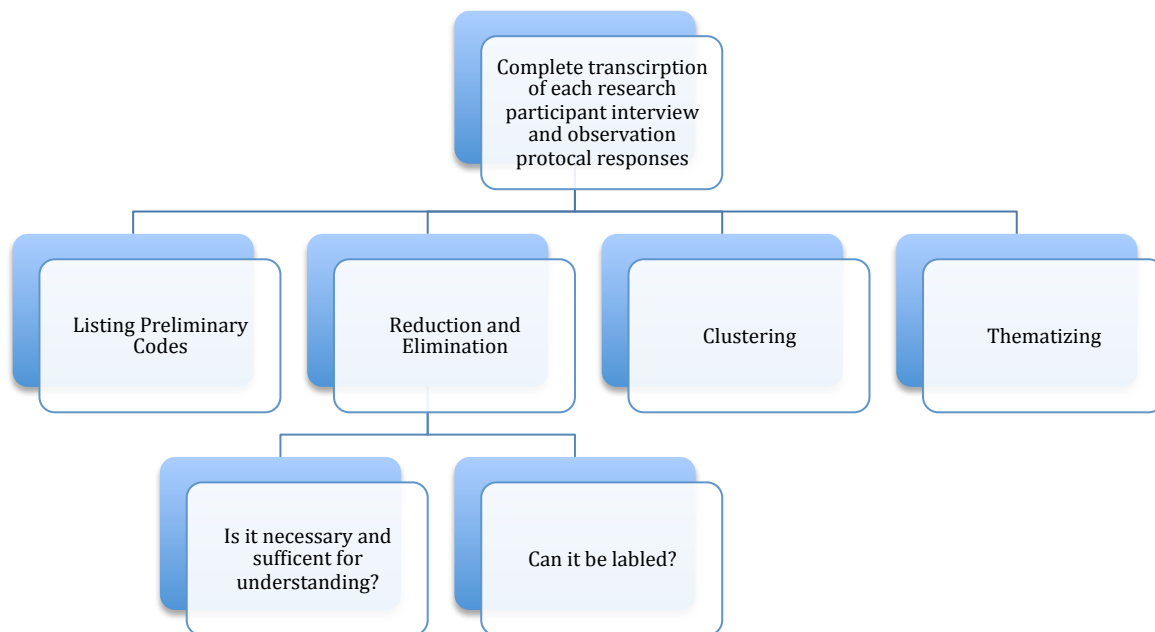 Complete transcirption
of each research
participant interview
and observation
protocal responses
Listing Preliminary
Codes
Reduction and
Elimination
Clustering
Thematizing
Is it necessary and
sufficent for
understanding?
Can it be labled?